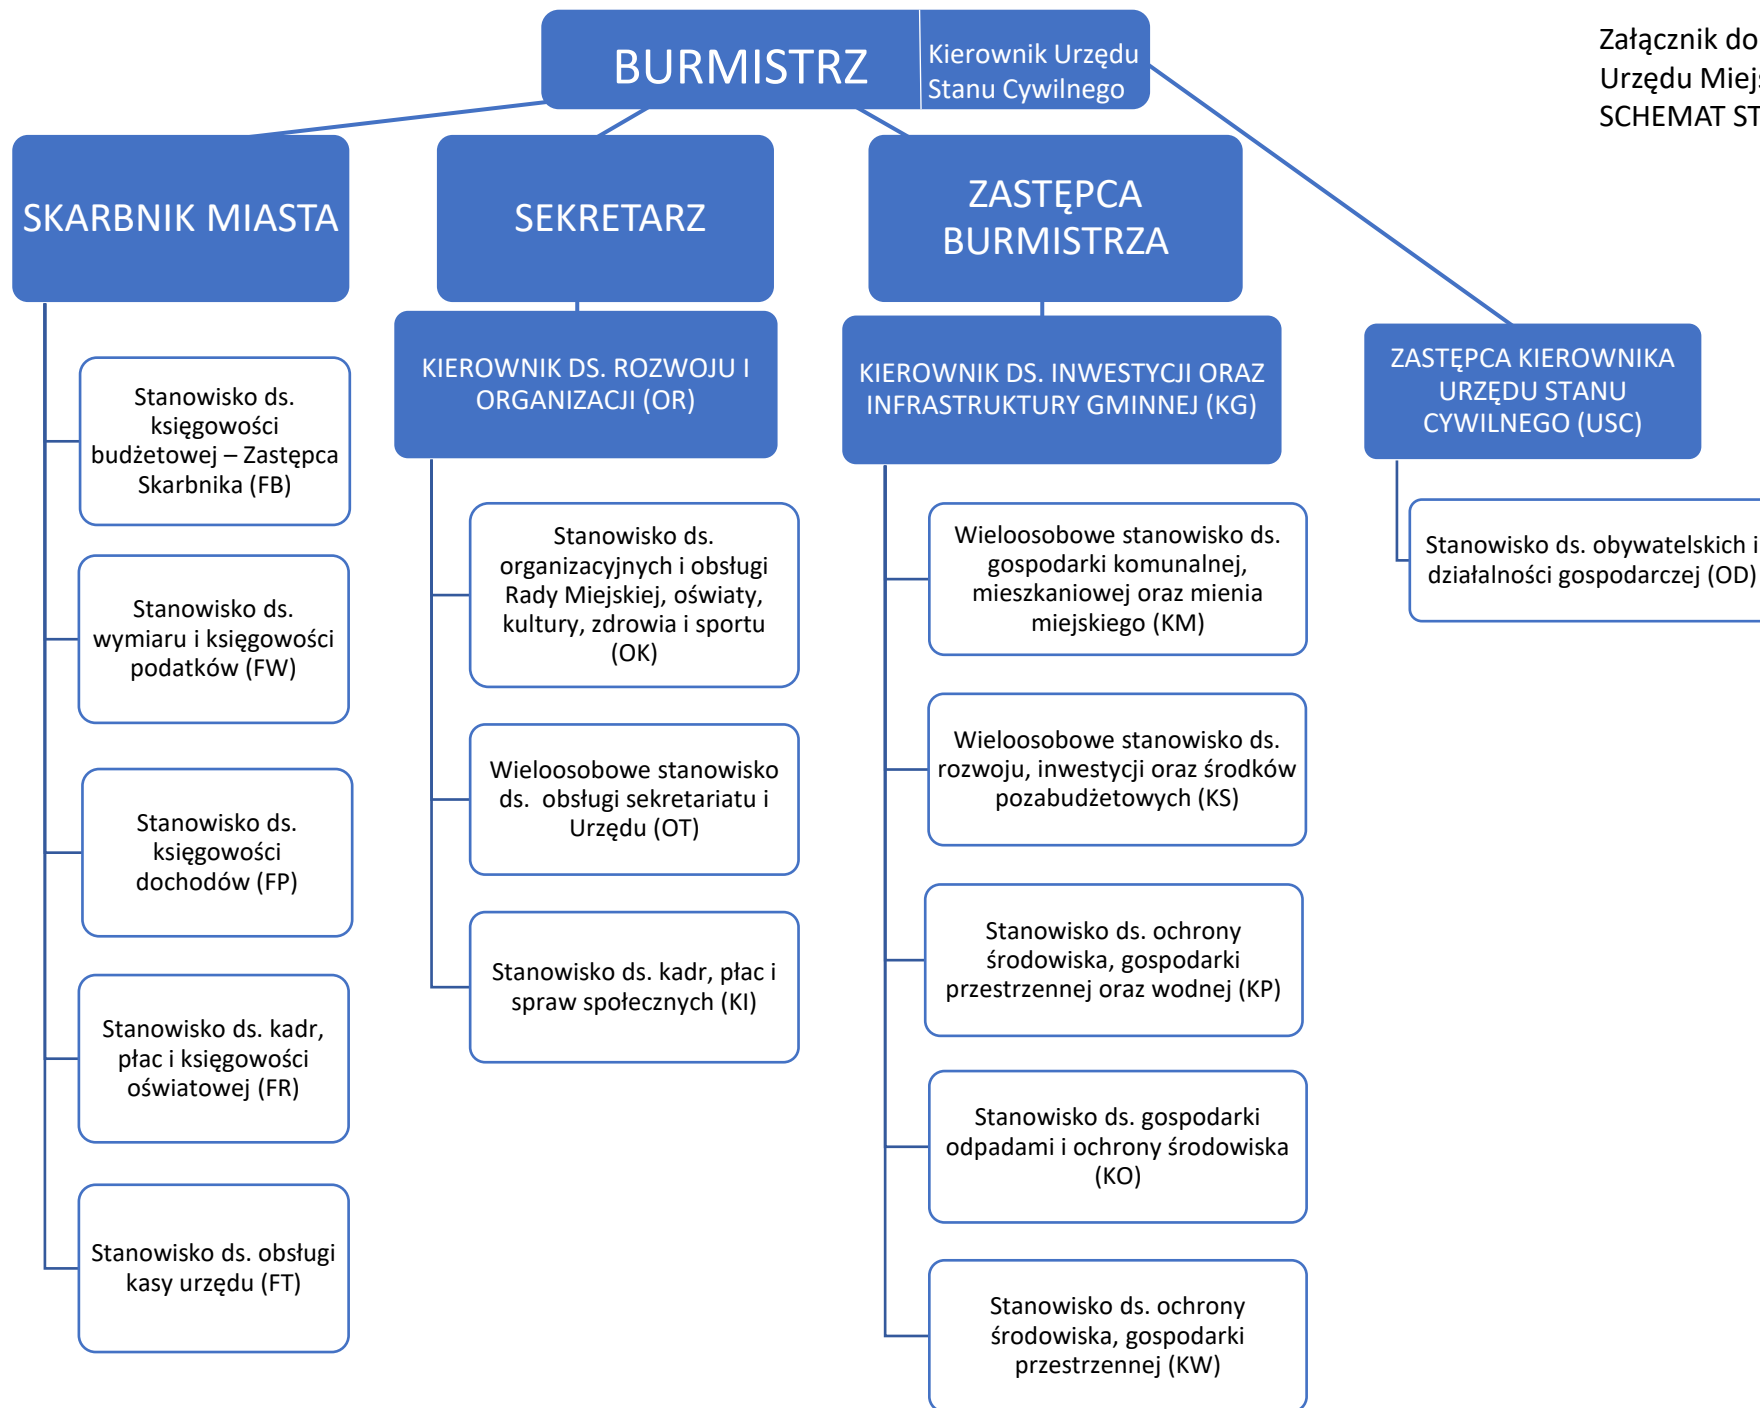 BURMISTRZ
Kierownik Urzędu
Stanu Cywilnego
Załącznik do
Urzędu
SCHEMAT
SKARBNIK MIASTA
SEKRETARZ
ZASTĘPCA
BURMISTRZA
KIEROWNIK DS. ROZWOJU I
ORGANIZACJI (OR)
KIEROWNIK DS. INWESTYCJI ORAZ
INFRASTRUKTURY GMINNEJ (KG)
ZASTĘPCA KIEROWNIKA
URZĘDU STANU
CYWILNEGO (USC)
Stanowisko ds.
księgowości
budżetowej – Zastępca
Skarbnika (FB)
Stanowisko ds.
wymiaru i księgowości
podatków (FW)
Stanowisko ds.
księgowości
dochodów (FP)
Stanowisko ds. kadr,
płac i księgowości
oświatowej (FR)
Stanowisko ds. obsługi
kasy urzędu (FT)
Stanowisko ds.
organizacyjnych i obsługi
Rady Miejskiej, oświaty,
kultury, zdrowia i sportu
(OK)
Wieloosobowe stanowisko
ds. obsługi sekretariatu i
Urzędu (OT)
Stanowisko ds. kadr, płac i
spraw społecznych (KI)
Wieloosobowe stanowisko ds.
gospodarki komunalnej,
mieszkaniowej oraz mienia
miejskiego (KM)
Wieloosobowe stanowisko ds.
rozwoju, inwestycji oraz środków
pozabudżetowych (KS)
Stanowisko ds. ochrony
środowiska, gospodarki
przestrzennej oraz wodnej (KP)
Stanowisko ds. gospodarki
odpadami i ochrony środowiska
(KO)
Stanowisko ds. ochrony
środowiska, gospodarki
przestrzennej (KW)
Stanowisko ds. obywatelskich i
działalności gospodarczej (OD)